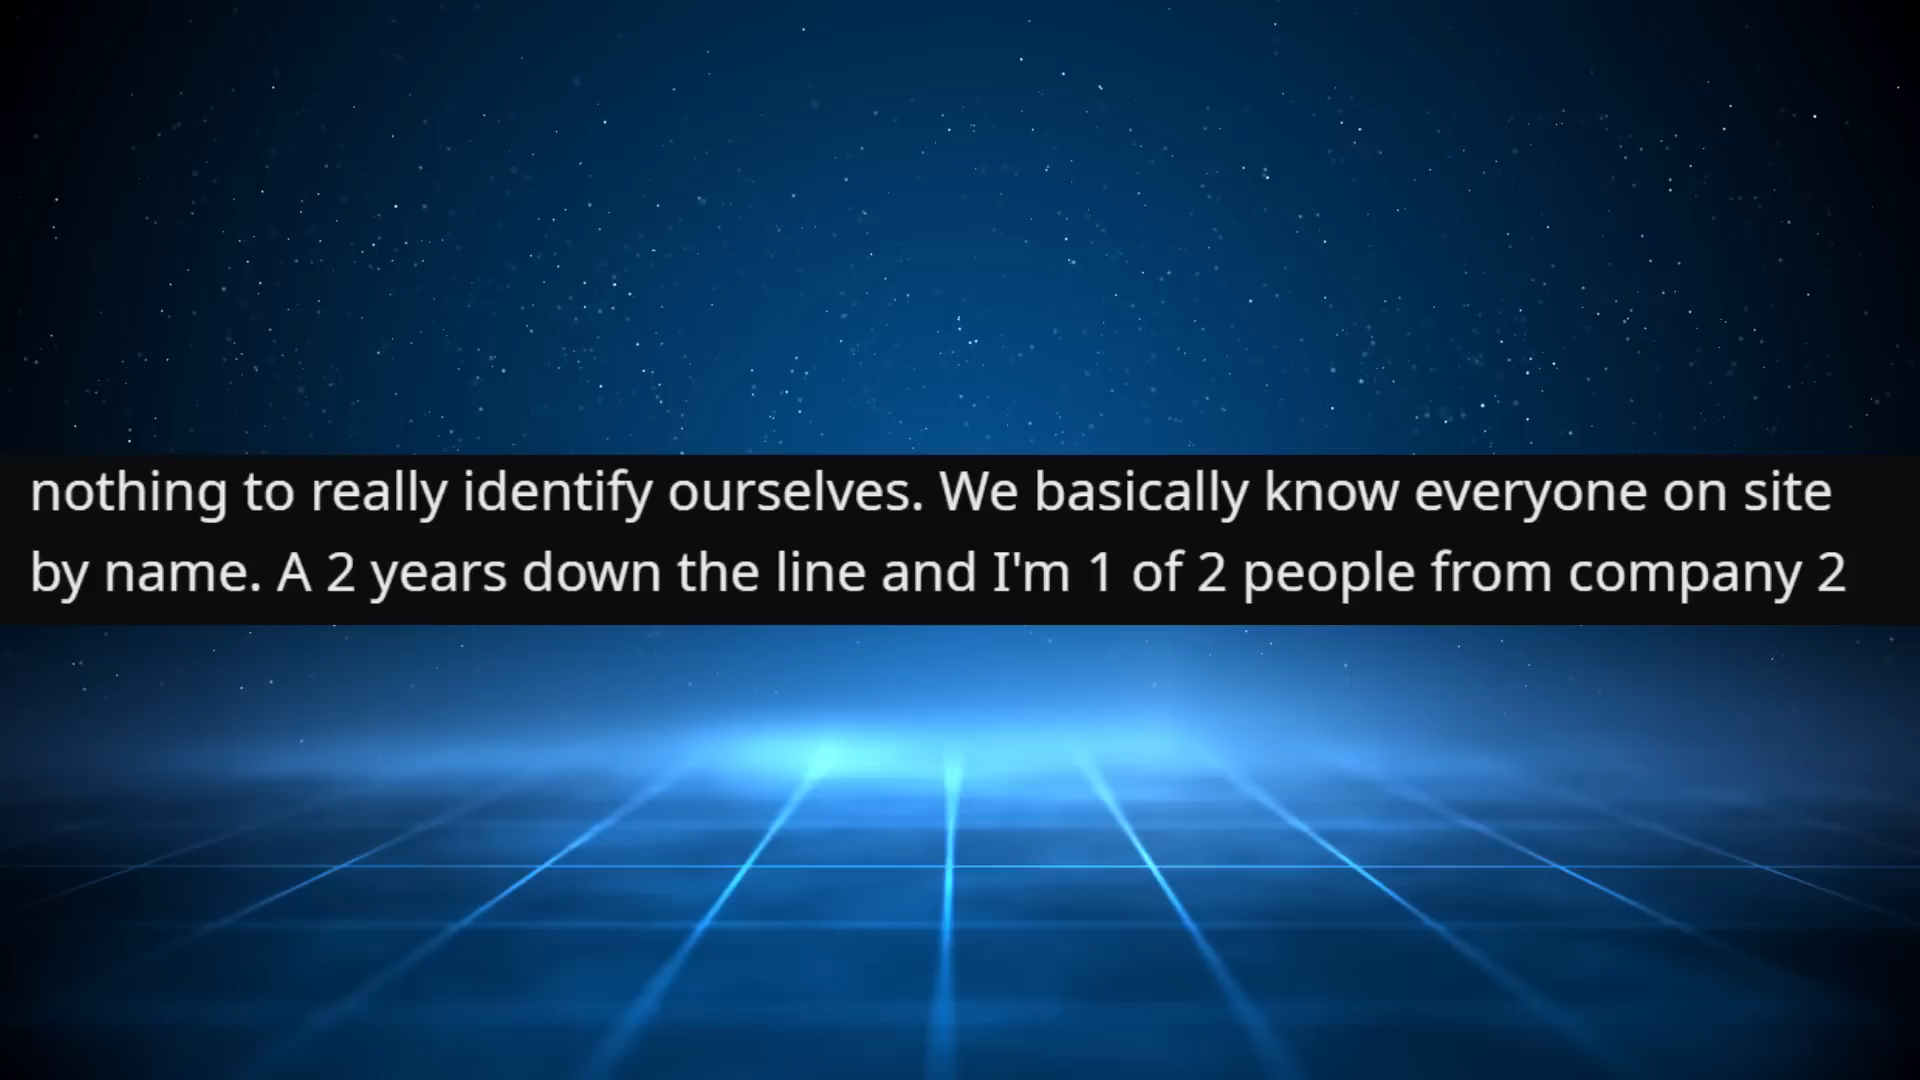 nothing to really identify ourselves. We basically know everyone on site
by name. A 2 years down the line and I'm 1 of 2 people from company 2